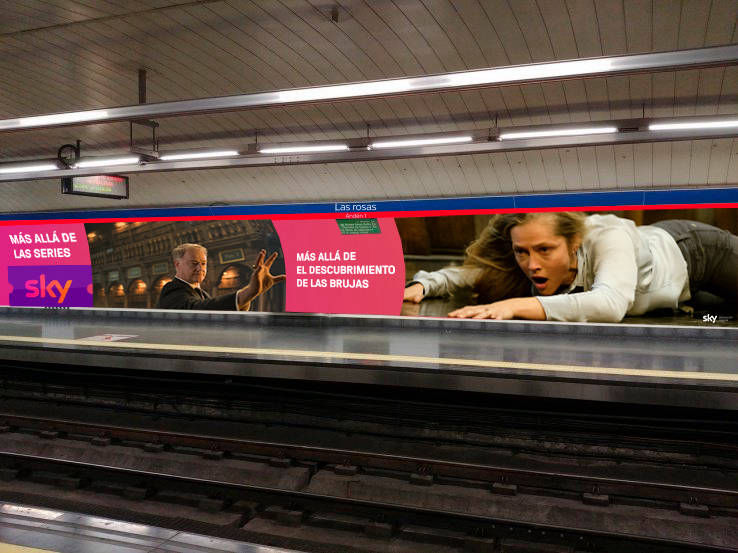 Las rosas
Andén 1
MÁS ALLÁ DE
LAS SERIES
sky
MÁS ALLÁ DE
EL DESCUBRIMIENTO
DE LAS BRUJAS
sky